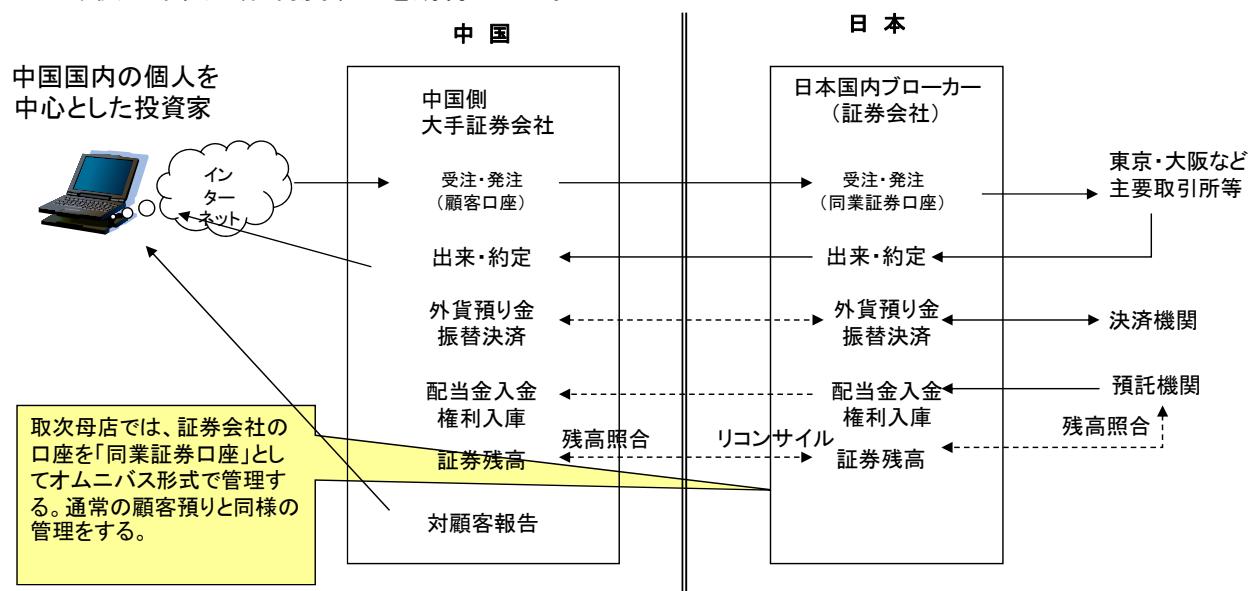 中 国
日 本
中国国内の個人を
中心とした投資家
イン
ター
ネット
中国側
大手証券会社
受注・発注
（顧客口座）
出来・約定
外貨預り金
振替決済
配当金入金
権利入庫
証券残高
対顧客報告
残高照合
リコンサイル
日本国内ブローカー
（証券会社）
受注・発注
（同業証券口座）
出来・約定
外貨預り金
振替決済
配当金入金
権利入庫
証券残高
東京・大阪など
主要取引所等
決済機関
預託機関
残高照合
取次母店では、証券会社の
口座を「同業証券口座」とし
てオムニバス形式で管理す
る。通常の顧客預りと同様の
管理をする。